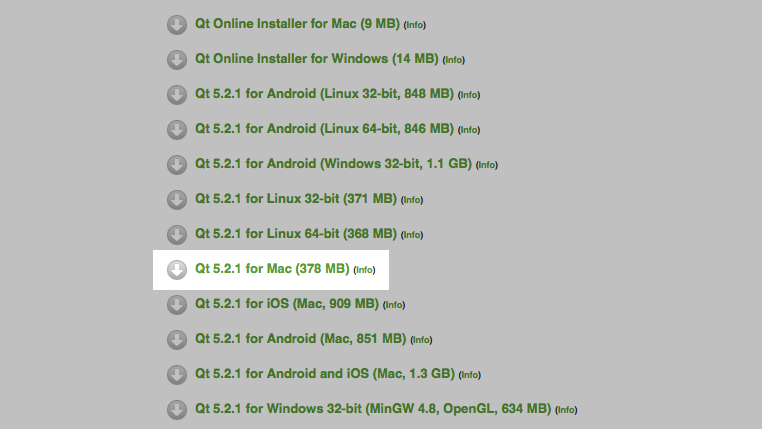 Qt Online Installer for Mac (9 MB) (Info)
Qt Online Installer for Windows (14 MB) (Info)
Qt 5.2.1 for Android (Linux 32-bit, 848 MB) (Info)
Qt 5.2.1 for Android (Linux 64-bit, 846 MB) (Info)
Qt 5.2.1 for Android (Windows 32-bit, 1.1 GB) (Info)
Qt 5.2.1 for Linux 32-bit (371 MB) (Info)
Qt 5.2.1 for Linux 64-bit (368 MB) (Info)
Qt 5.2.1 for Mac (378 MB) (Info)
Qt 5.2.1 for iOS (Mac, 909 MB) (Info)
Qt 5.2.1 for Android (Mac, 851 MB) (Info)
Qt 5.2.1 for Android and iOS (Mac, 1.3 GB) (Info)
Qt 5.2.1 for Windows 32-bit (MinGW 4.8, OpenGL, 634 MB) (Info)